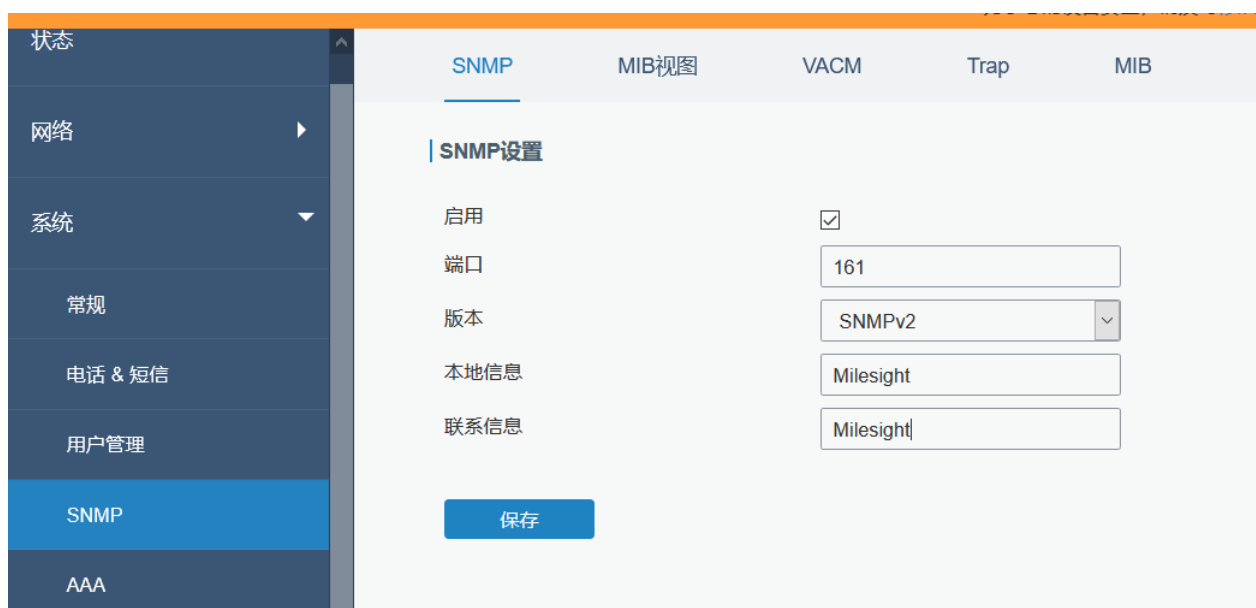 状态
网络
系统
常规
电话 & 短信
用户管理
SNMP
AAA
SNMP MIB视图 VACM Trap MIB
SNMP设置
启用
端口 161
版本 SNMPv2
本地信息 Milesight
联系信息 Milesight
保存